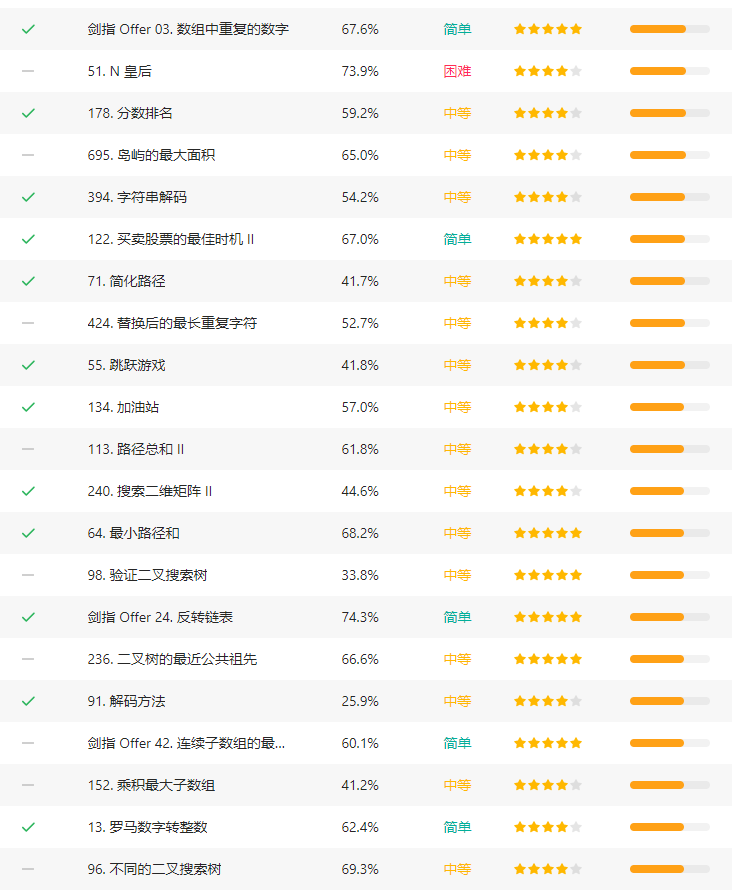 剑指 Offer 03. 数组中重复的数字 67.6% 简单
51. N 皇后 73.9% 困难
178. 分数排名 59.2% 中等
695. 岛屿的最大面积 65.0% 中等
394. 字符串解码 54.2% 中等
122. 买卖股票的最佳时机 II 67.0% 简单
71. 简化路径 41.7% 中等
424. 替换后的最长重复字符 52.7% 中等
55. 跳跃游戏 41.8% 中等
134. 加油站 57.0% 中等
113. 路径总和 II 61.8% 中等
240. 搜索二维矩阵 II 44.6% 中等
64. 最小路径和 68.2% 中等
98. 验证二叉搜索树 33.8% 中等
剑指 Offer 24. 反转链表 74.3% 简单
236. 二叉树的最近公共祖先 66.6% 中等
91. 解码方法 25.9% 中等
剑指 Offer 42. 连续子数组的最... 60.1% 简单
152. 乘积最大子数组 41.2% 中等
13. 罗马数字转整数 62.4% 简单
96. 不同的二叉搜索树 69.3% 中等